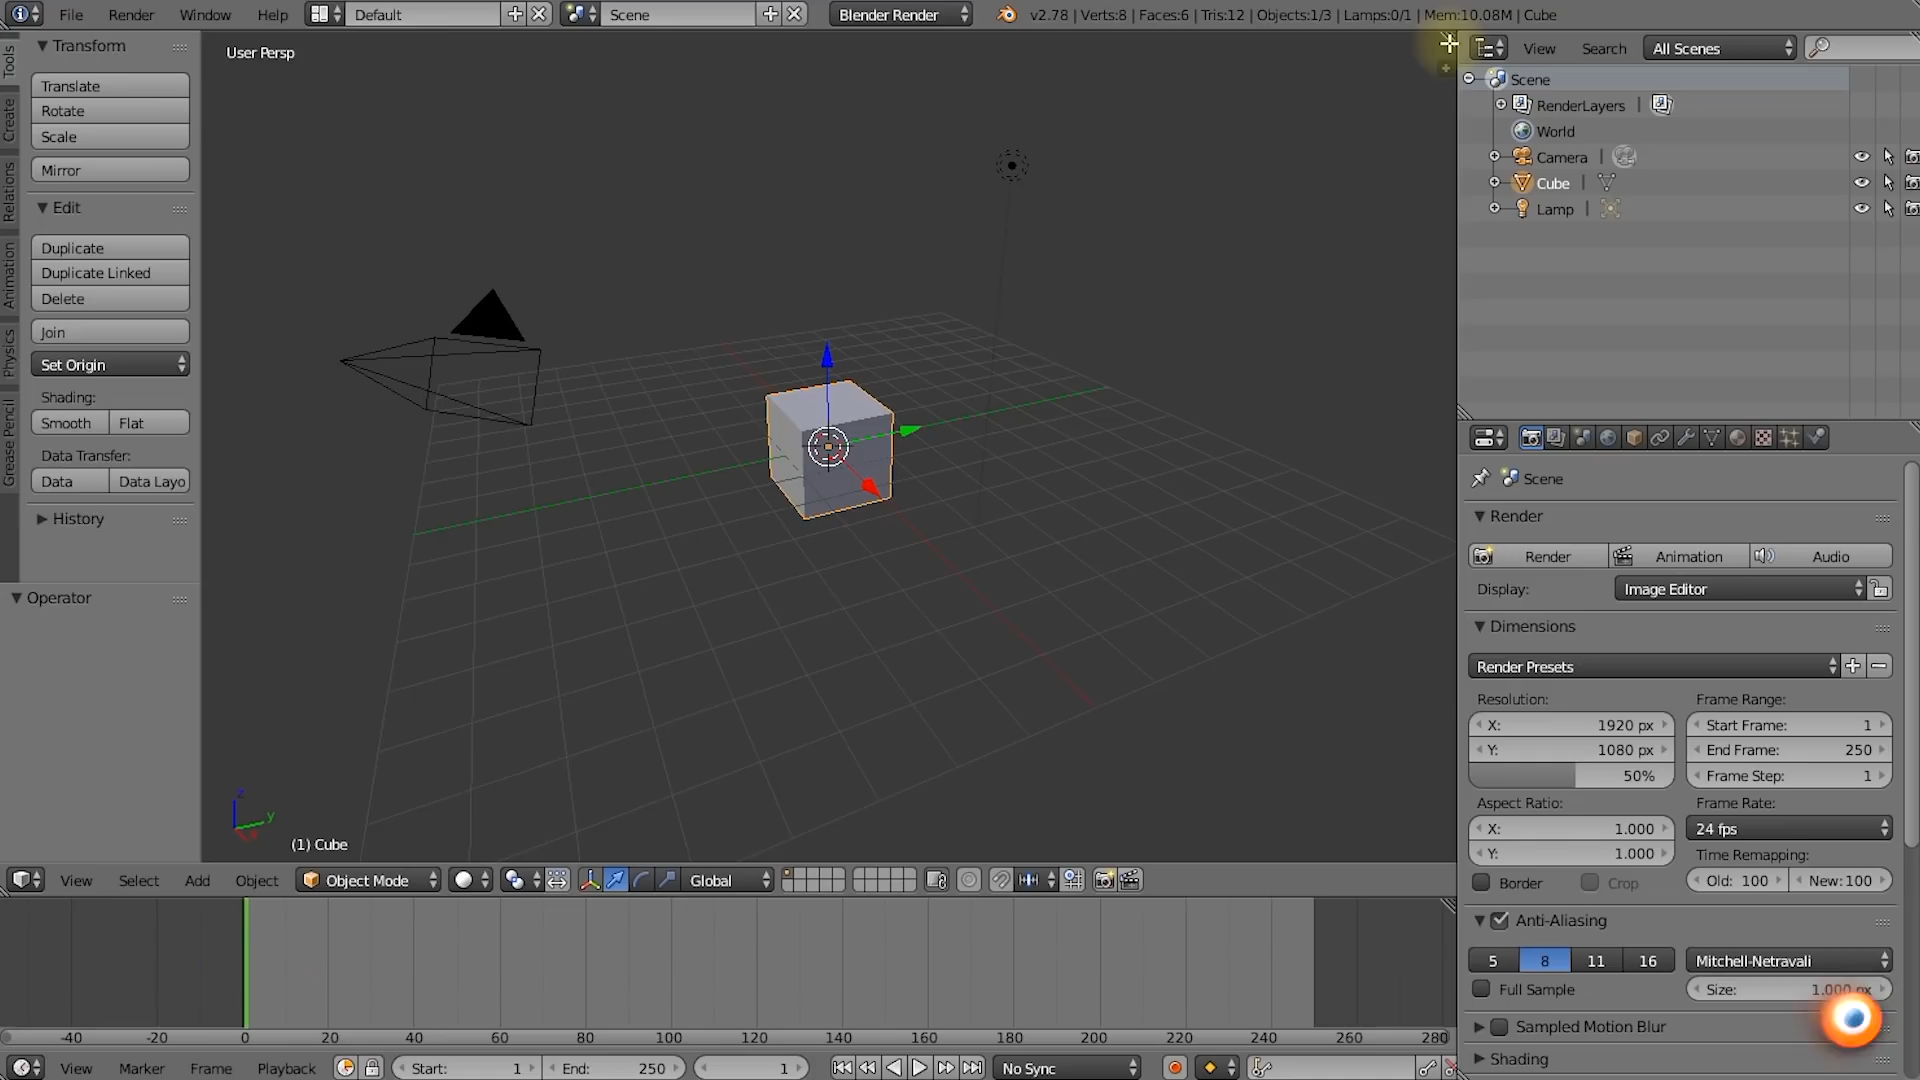 File Render Window Help Default Scene Blender Render v2.78 | Verts:8 | Faces:6 | Tris:12 | Objects:1/3 | Lamps:0/1 | Mem:10.08M | Cube
Tools
Create
Relations
Animation
Physics
Grease Pencil
Transform
Translate
Rotate
Scale
Mirror
Edit
Duplicate
Duplicate Linked
Delete
Join
Set Origin
Shading:
Smooth Flat
Data Transfer:
Data Data Layo
History
Operator
User Persp
z
y
x
(1) Cube
View Select Add Object Object Mode Global
-40 -20 0 20 40 60 80 100 120 140 160 180 200 220 240 260 280
View Marker Frame Playback Start: 1 End: 250 1 No Sync
View Search All Scenes
Scene
RenderLayers |
World
Camera |
Cube |
Lamp |
Scene
Render
Render Animation Audio
Display: Image Editor
Dimensions
Render Presets
Resolution: Frame Range:
X: 1920 px Start Frame: 1
Y: 1080 px End Frame: 250
50% Frame Step: 1
Aspect Ratio: Frame Rate:
X: 1.000 24 fps
Y: 1.000 Time Remapping:
Border Crop Old: 100 New:100
Anti-Aliasing
5 8 11 16 Mitchell-Netravali
Full Sample Size: 1.000 px
Sampled Motion Blur
Shading